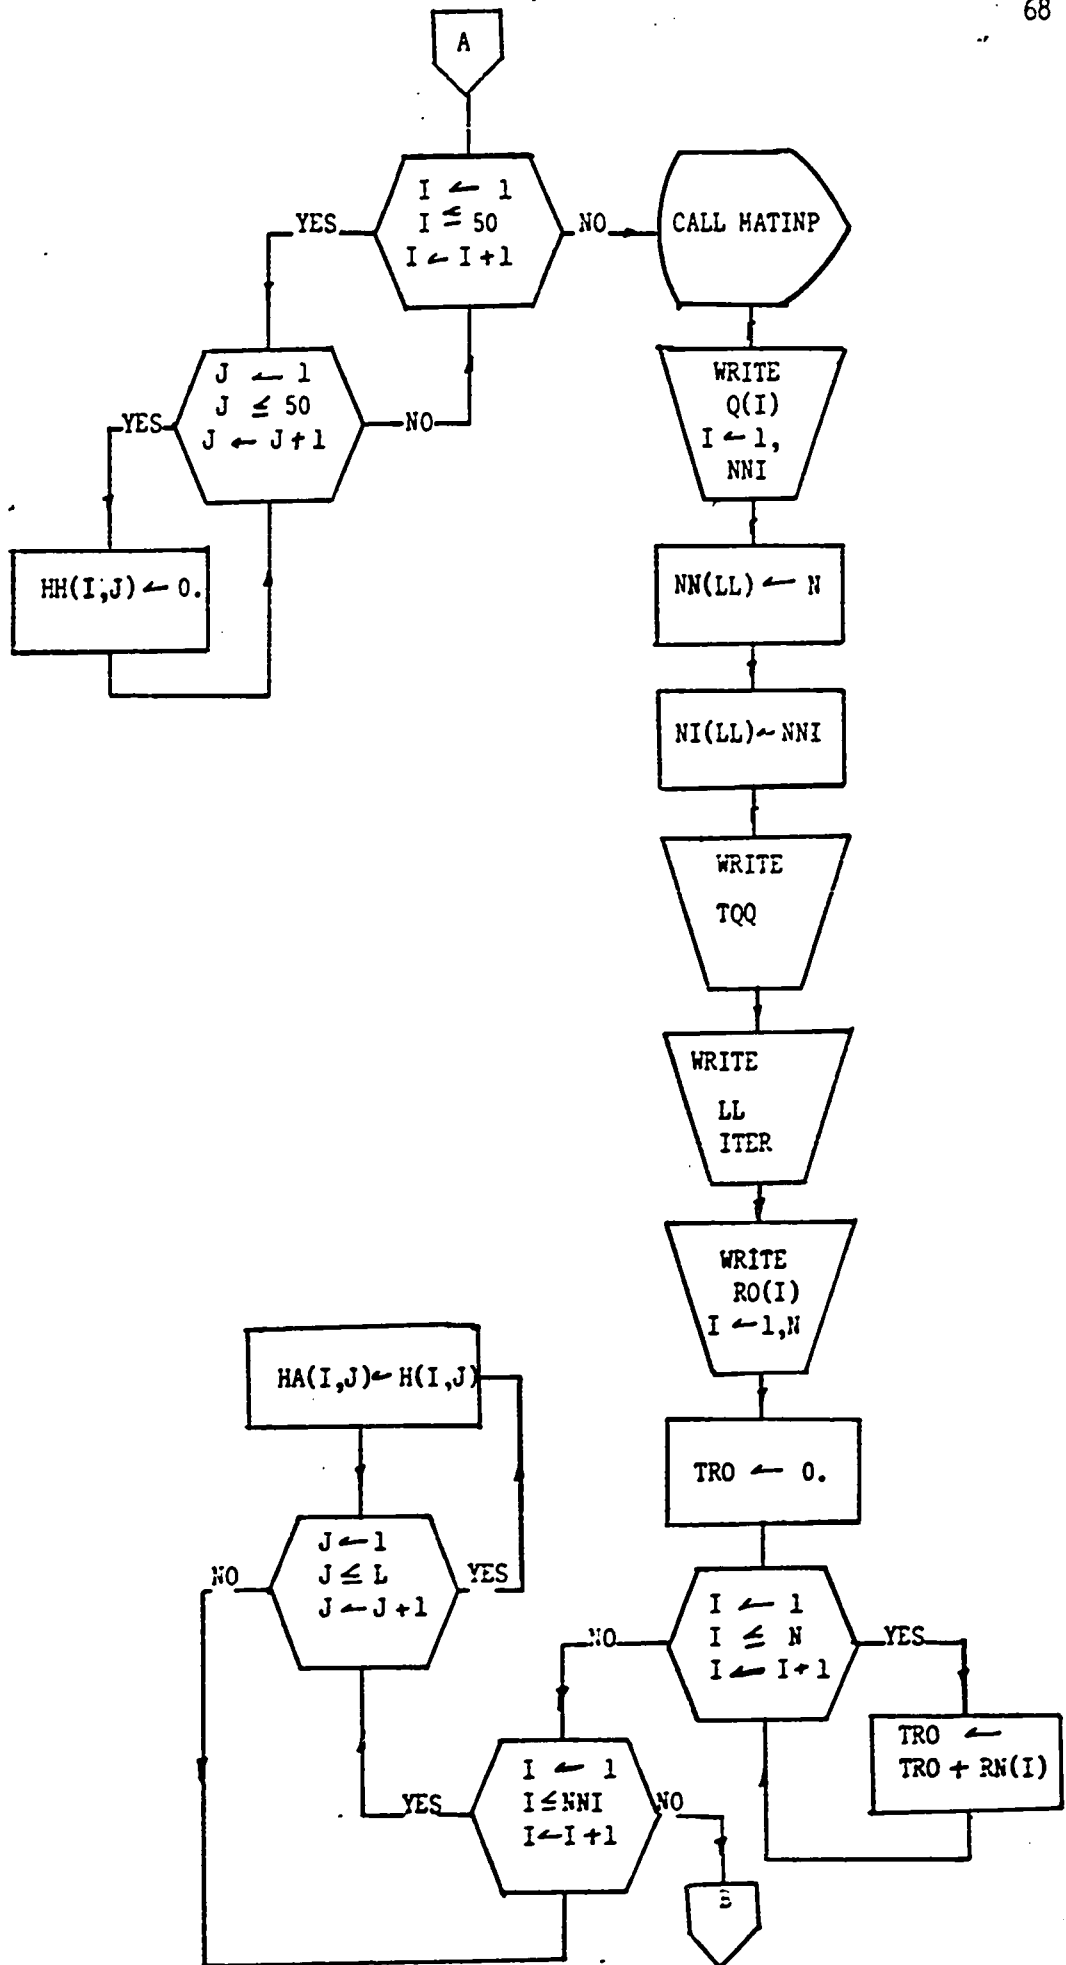 68
A
I ← 1
I ≤ 50
I ← I+1
YES
NO
CALL MATINP
J ← 1
J ≤ 50
J ← J+1
YES
NO
HH(I,J) ← 0.
WRITE
Q(I)
I ← 1,
NNI
NN(LL) ← N
NI(LL) ← NNI
WRITE
TQQ
WRITE
LL
ITER
WRITE
RO(I)
I ← 1,N
TRO ← 0.
HA(I,J) ← H(I,J)
J ← 1
J ≤ L
J ← J+1
NO
YES
I ← 1
I ≤ N
I ← I+1
NO
YES
TRO ←
TRO + RN(I)
I ← 1
I ≤ NNI
I ← I+1
YES
NO
B